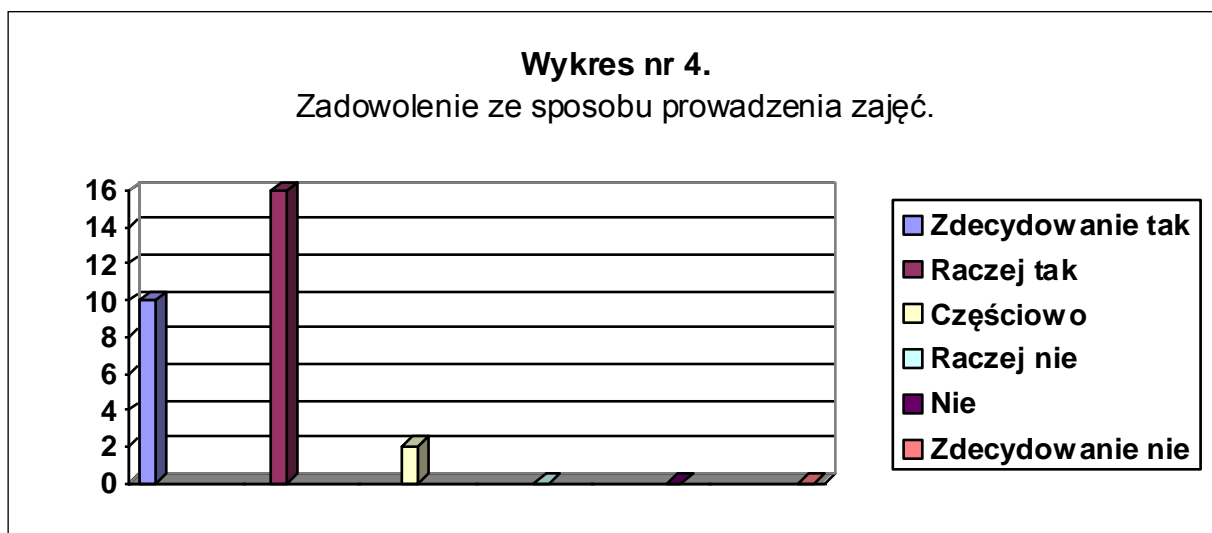 Wykres nr 4.
Zadowolenie ze sposobu prowadzenia zajęć.
16
14
12
10
8
6
4
2
0
Zdecydowanie tak
Raczej tak
Częściowo
Raczej nie
Nie
Zdecydowanie nie